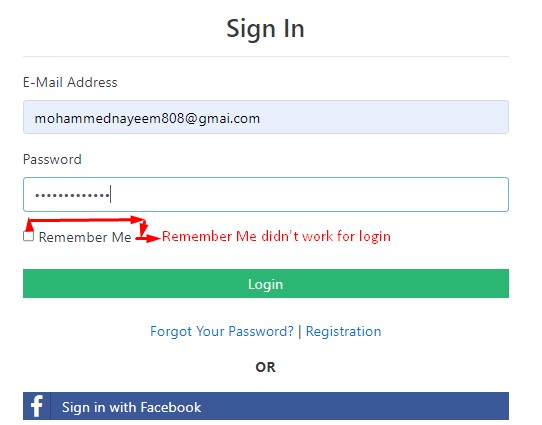 Sign In
E-Mail Address
mohammednayeem808@gmai.com
Password
•••••••••••••
Remember Me Remember Me didn't work for login
Login
Forgot Your Password? | Registration
OR
f Sign in with Facebook